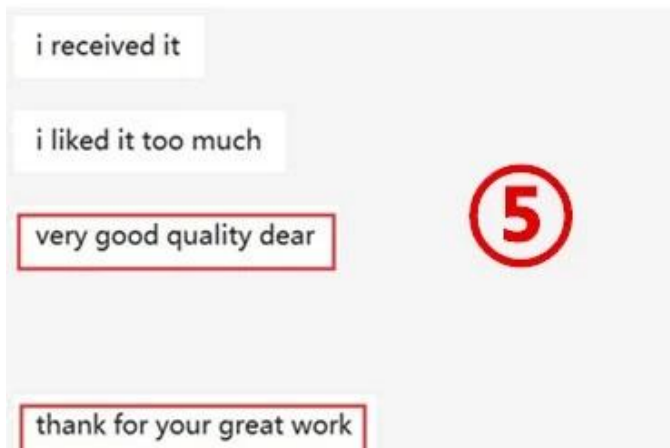 i received it
i liked it too much
very good quality dear
⑤
thank for your great work